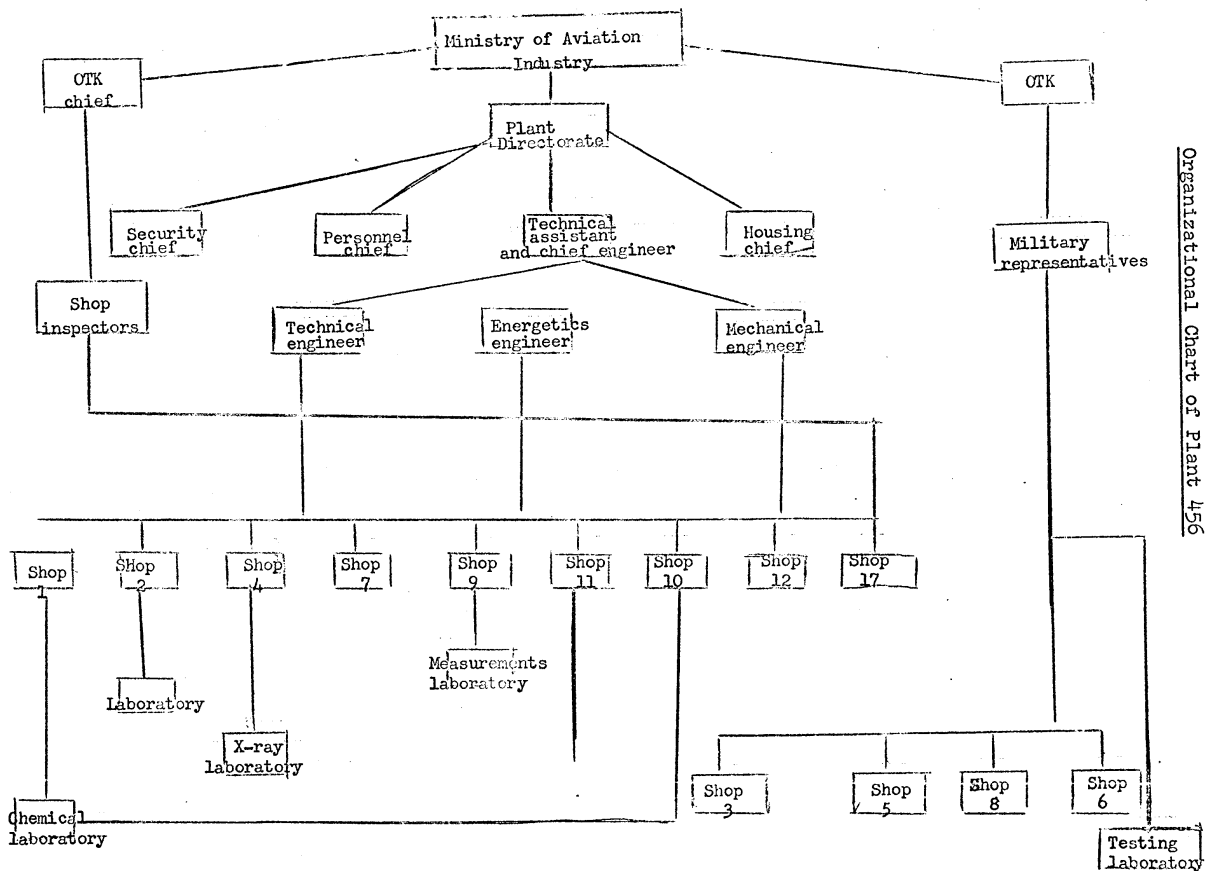 Ministry of Aviation
Industry
OTK
chief
OTK
Plant
Directorate
Security
chief
Personnel
chief
Technical
assistant
and chief engineer
Housing
chief
Military
representatives
Shop
inspectors
Technical
engineer
Energetics
engineer
Mechanical
engineer
Organizational Chart of Plant 456
Shop
1
SHop
2
Shop
4
Shop
7
Shop
9
Shop
11
Shop
10
Shop
12
Shop
17
Laboratory
Measurements
laboratory
X-ray
laboratory
Chemical
laboratory
Shop
3
Shop
5
Shop
8
Shop
6
Testing
laboratory